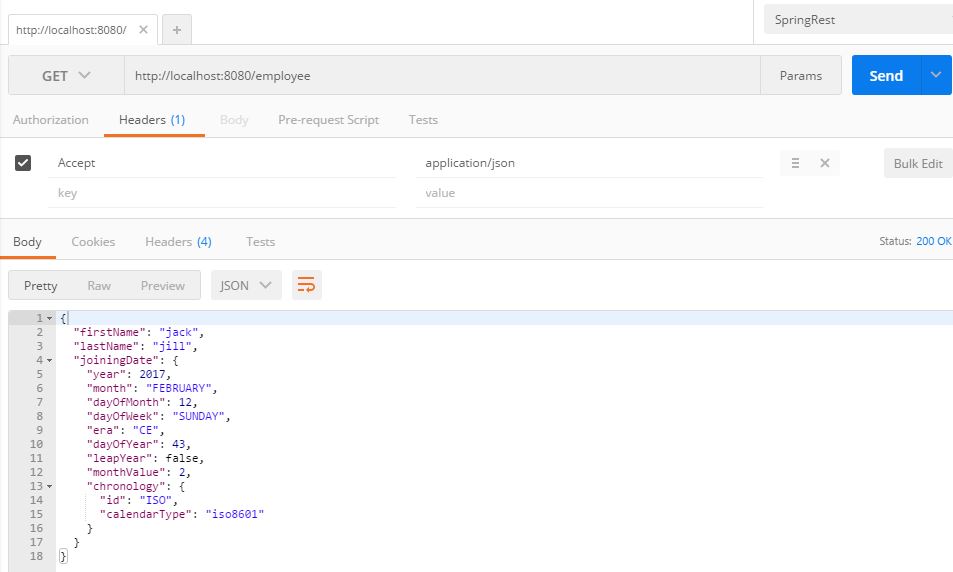 http://localhost:8080/ × +
SpringRest
GET http://localhost:8080/employee Params Send
Authorization Headers (1) Body Pre-request Script Tests
Accept application/json Bulk Edit
key value
Body Cookies Headers (4) Tests Status: 200 OK
Pretty Raw Preview JSON
1 {
2 "firstName": "jack",
3 "lastName": "jill",
4 "joiningDate": {
5 "year": 2017,
6 "month": "FEBRUARY",
7 "dayOfMonth": 12,
8 "dayOfWeek": "SUNDAY",
9 "era": "CE",
10 "dayOfYear": 43,
11 "leapYear": false,
12 "monthValue": 2,
13 "chronology": {
14 "id": "ISO",
15 "calendarType": "iso8601"
16 }
17 }
18 }